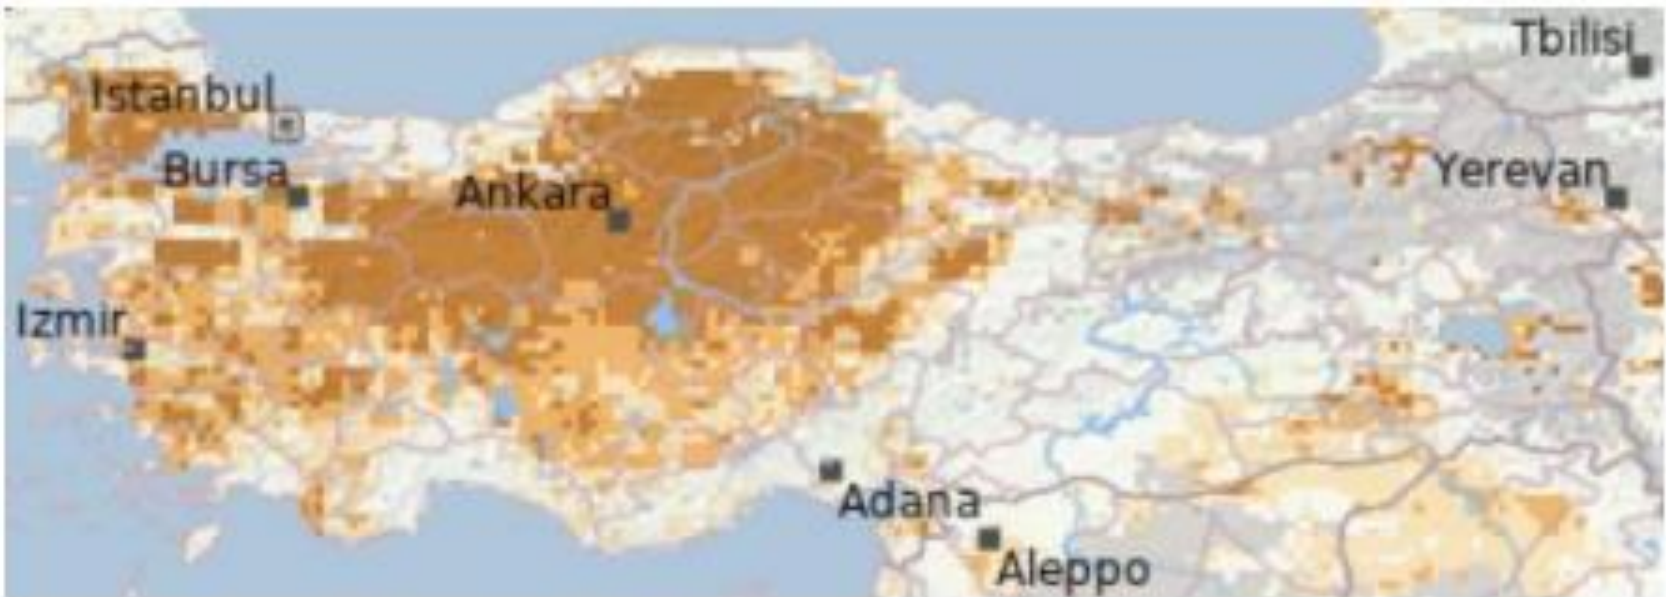 Tbilisi
Istanbul
Bursa
Ankara
Yerevan
Izmir
Adana
Aleppo